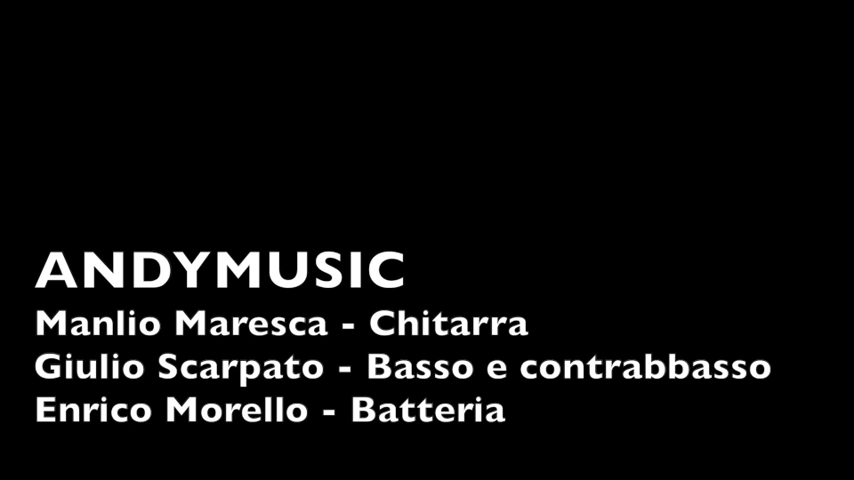 ANDYMUSIC
Manlio Maresca - Chitarra
Giulio Scarpato - Basso e contrabbasso
Enrico Morello - Batteria